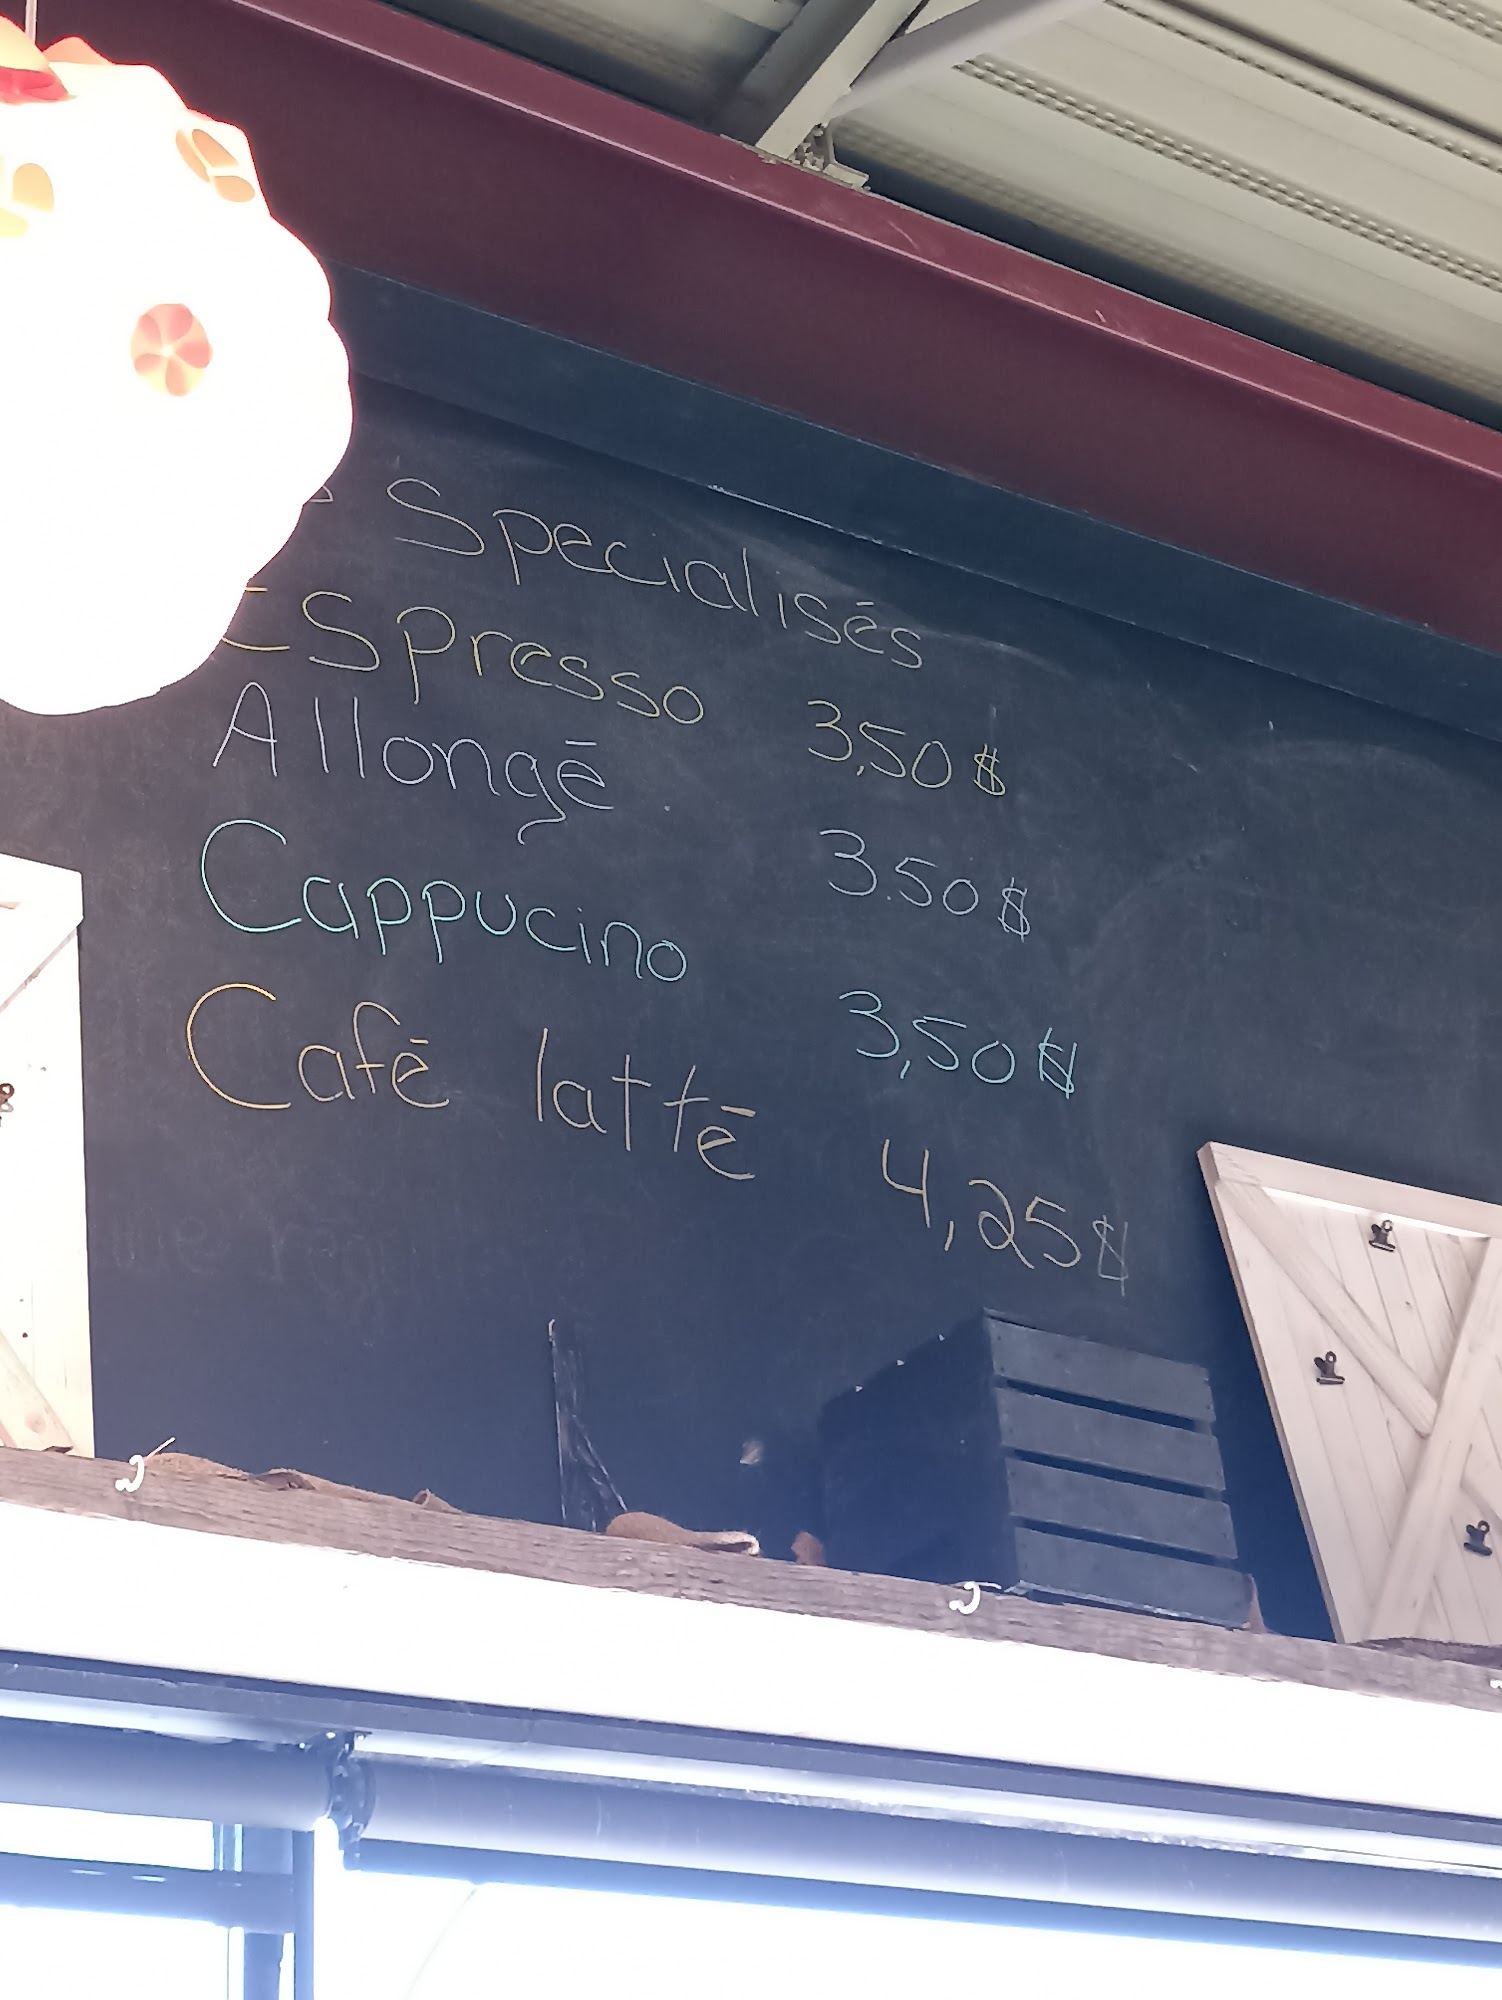 Specialisés
Espresso 3,50$
Allongé 3.50$
Cappucino 3,50$
Café latté 4,25$